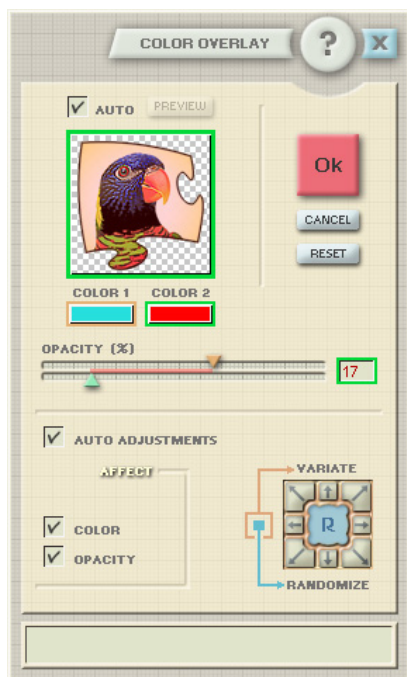 COLOR OVERLAY ? X
AUTO PREVIEW
Ok
CANCEL
RESET
COLOR 1 COLOR 2
OPACITY (%)
17
AUTO ADJUSTMENTS
AFFECT
VARIATE
COLOR
R
OPACITY
RANDOMIZE